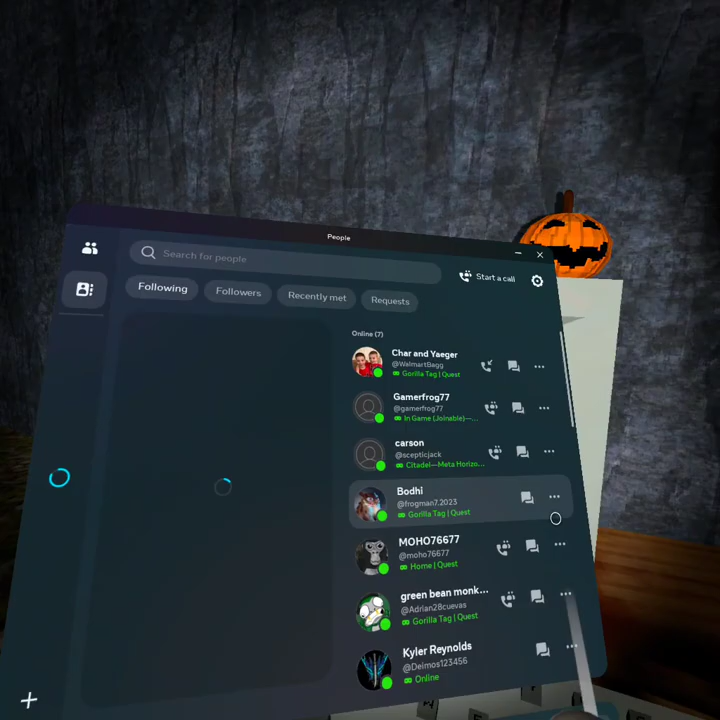 People
Search for people
Start a call
Following
Followers
Recently met
Requests
Online (7)
Char and Yaeger
@WalmartBagg
Gorilla Tag | Quest
Gamerfrog77
@gamerfrog77
In Game (Joinable)—...
carson
@scepticjack
Citadel—Meta Horizo...
Bodhi
@frogman7.2023
Gorilla Tag | Quest
MOHO76677
@moho76677
Home | Quest
green bean monk...
@Adrian28cuevas
Gorilla Tag | Quest
Kyler Reynolds
@Deimos123456
Online